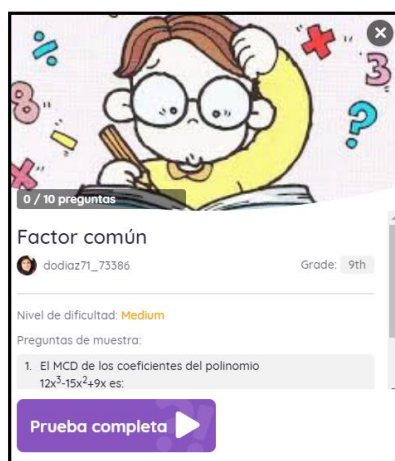 0 / 10 preguntas
Factor común
dodiaz71_73386 Grade: 9th
Nivel de dificultad: Medium
Preguntas de muestra:
1. El MCD de los coeficientes del polinomio
12x³-15x²+9x es:
Prueba completa